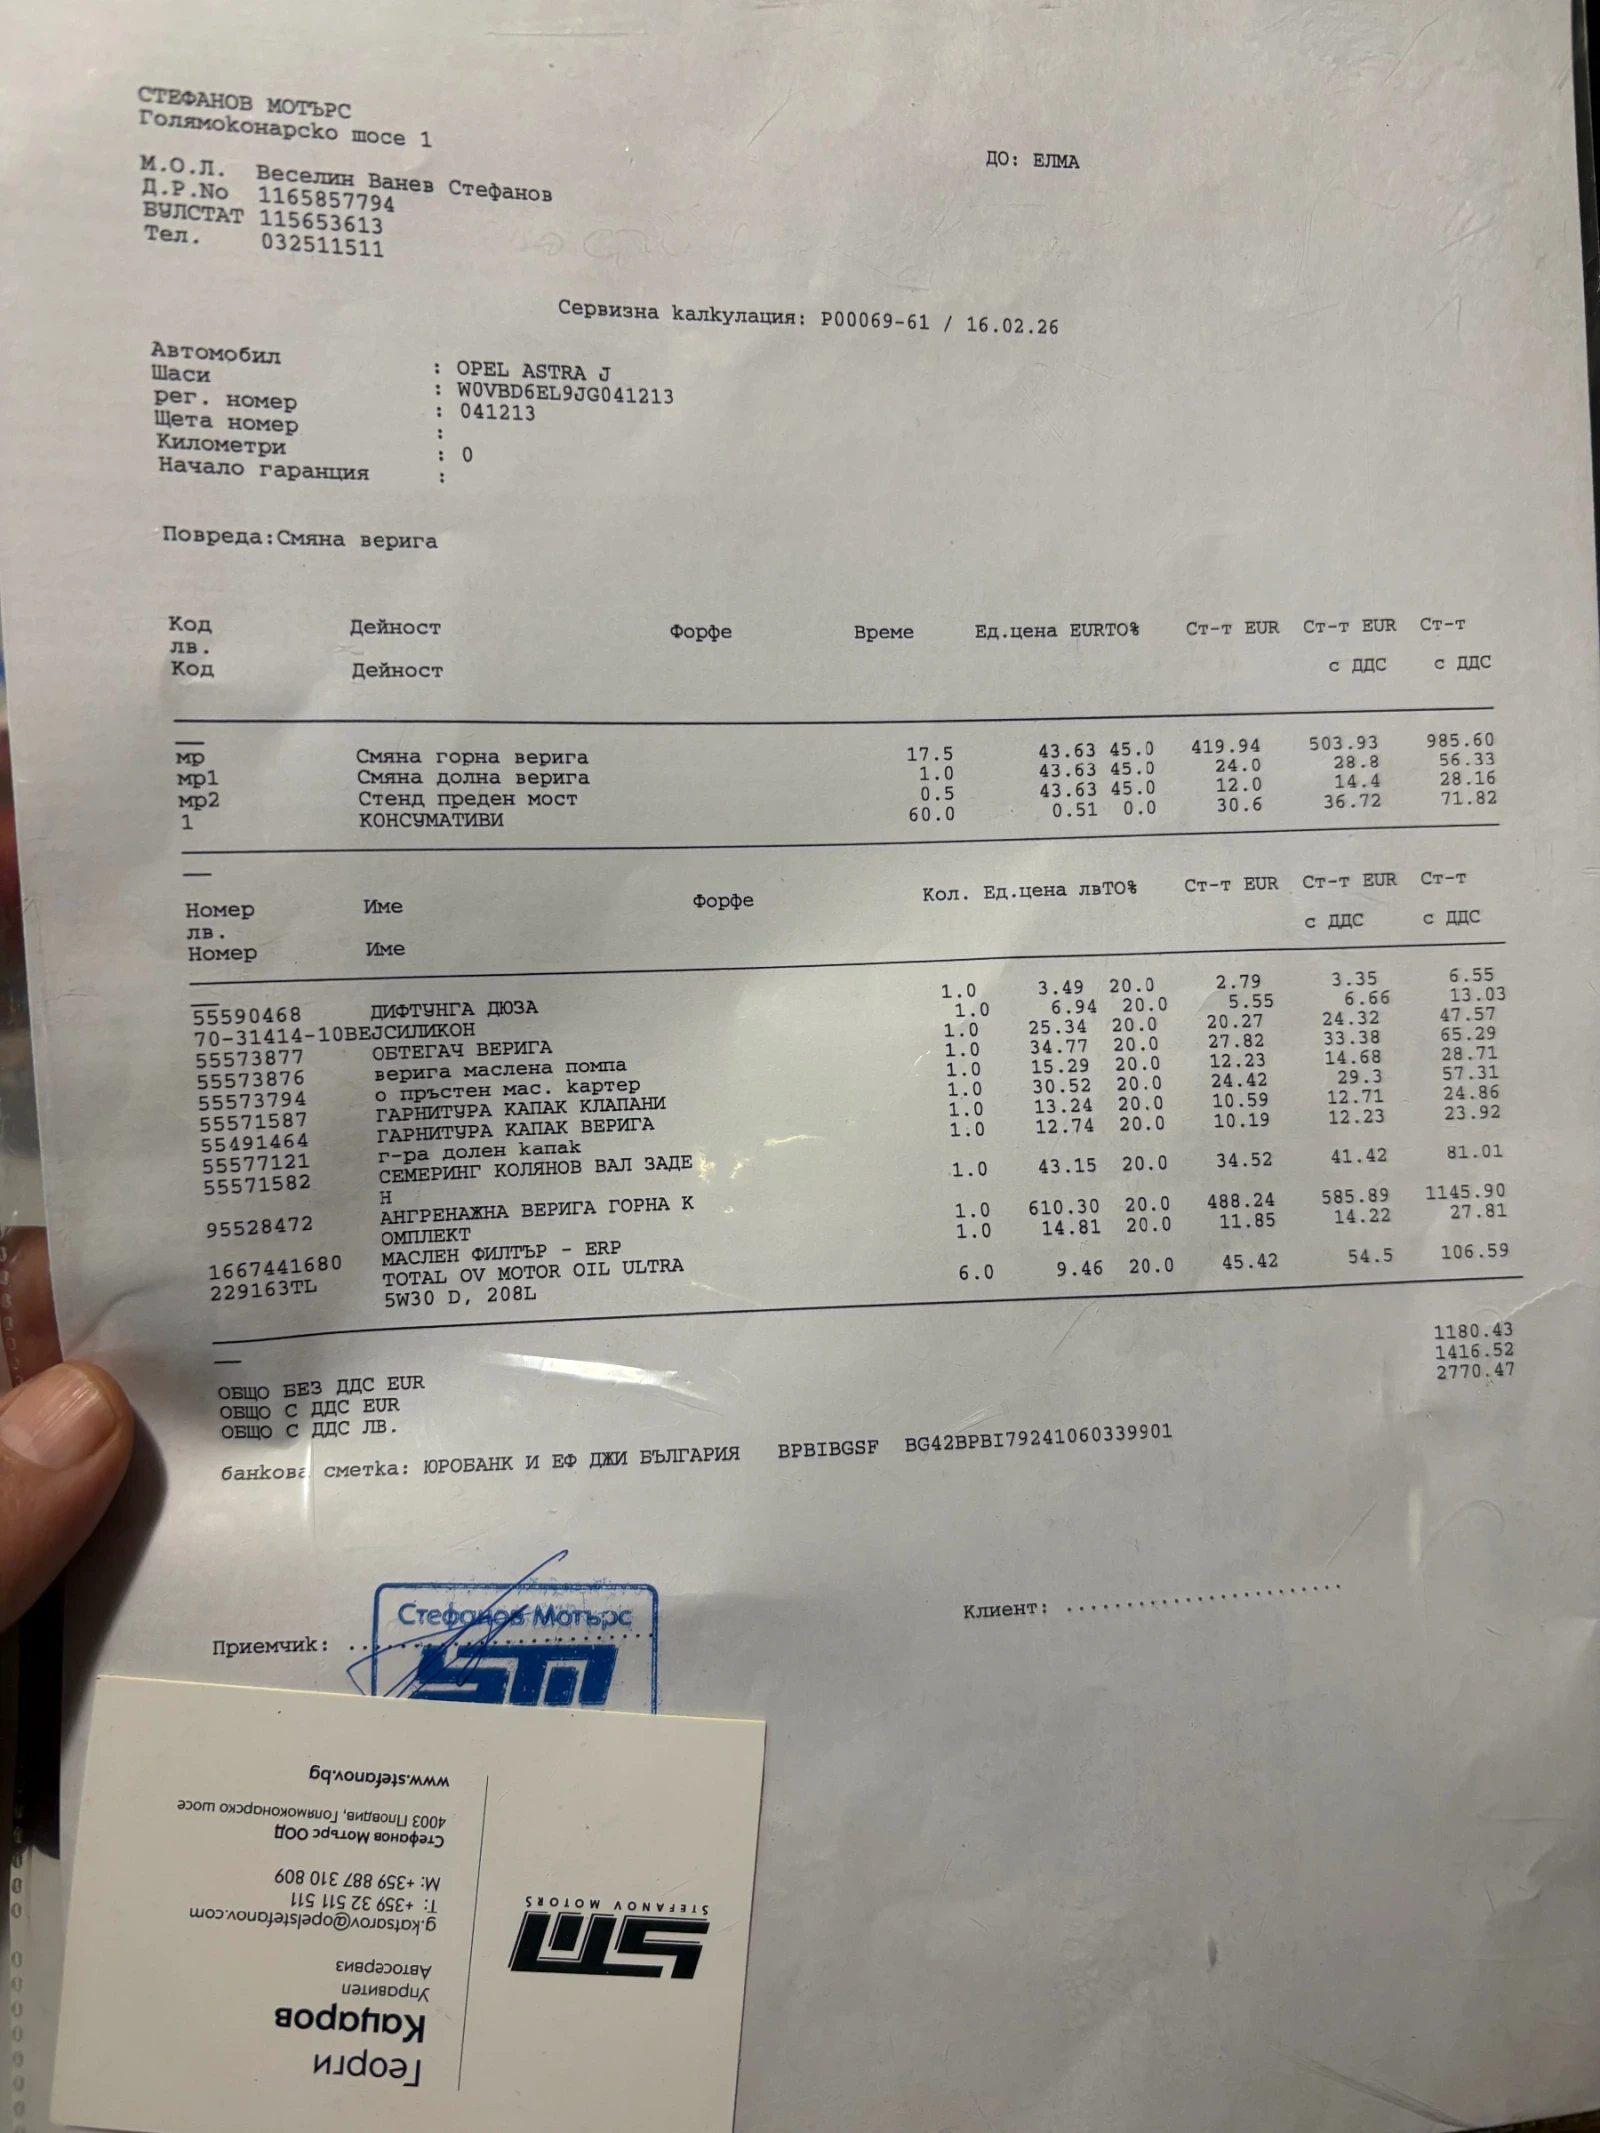 СТЕФАНОВ МОТЪРС
Голямоконарско шосе 1
ДО: ЕЛМА
М.О.Л. Веселин Ванев Стефанов
Д.Р.No 1165857794
БУЛСТАТ 115653613
Тел. 032511511
Сервизна калкулация: P00069-61 / 16.02.26
Автомобил : OPEL ASTRA J
Шаси : W0VBD6EL9JG041213
рег. номер : 041213
Щета номер :
Километри : 0
Начало гаранция :
Повреда:Смяна верига
Код Дейност Форфе Време Ед.цена EURТО% Ст-т EUR Ст-т EUR Ст-т
лв.
Код Дейност с ДДС с ДДС
мр Смяна горна верига 17.5 43.63 45.0 419.94 503.93 985.60
мр1 Смяна долна верига 1.0 43.63 45.0 24.0 28.8 56.33
мр2 Стенд преден мост 0.5 43.63 45.0 12.0 14.4 28.16
1 КОНСУМАТИВИ 60.0 0.51 0.0 30.6 36.72 71.82
Номер Име Форфе Кол. Ед.цена лвТО% Ст-т EUR Ст-т EUR Ст-т
лв.
Номер Име с ДДС с ДДС
55590468 ДИФТУНГА ДЮЗА 1.0 3.49 20.0 2.79 3.35 6.55
70-31414-10BEJСИЛИКОН 1.0 6.94 20.0 5.55 6.66 13.03
55573877 ОБТЕГАЧ ВЕРИГА 1.0 25.34 20.0 20.27 24.32 47.57
55573876 верига маслена помпа 1.0 34.77 20.0 27.82 33.38 65.29
55573794 о пръстен мас. картер 1.0 15.29 20.0 12.23 14.68 28.71
55571587 ГАРНИТУРА КАПАК КЛАПАНИ 1.0 30.52 20.0 24.42 29.3 57.31
55491464 ГАРНИТУРА КАПАК ВЕРИГА 1.0 13.24 20.0 10.59 12.71 24.86
55577121 г-ра долен капак 1.0 12.74 20.0 10.19 12.23 23.92
55571582 СЕМЕРИНГ КОЛЯНОВ ВАЛ ЗАДЕ 1.0 43.15 20.0 34.52 41.42 81.01
Н
95528472 АНГРЕНАЖНА ВЕРИГА ГОРНА К 1.0 610.30 20.0 488.24 585.89 1145.90
ОМПЛЕКТ
1667441680 МАСЛЕН ФИЛТЪР - ERP 1.0 14.81 20.0 11.85 14.22 27.81
229163TL TOTAL OV MOTOR OIL ULTRA 6.0 9.46 20.0 45.42 54.5 106.59
5W30 D, 208L
ОБЩО БЕЗ ДДС EUR 1180.43
ОБЩО С ДДС EUR 1416.52
ОБЩО С ДДС ЛВ. 2770.47
банкова сметка: ЮРОБАНК И ЕФ ДЖИ БЪЛГАРИЯ BPBIBGSF BG42BPBI79241060339901
Приемчик: ....................
Клиент: ......................
Стефанов Мотърс
STM
Георги
Кацаров
Управител
Автосервиз
g.katsarov@opelstefanov.com
T: +359 32 511 511
M: +359 887 310 809
Стефанов Мотърс ООД
4003 Пловдив, Голямоконарско шосе
www.stefanov.bg
STM
STEFANOV MOTORS